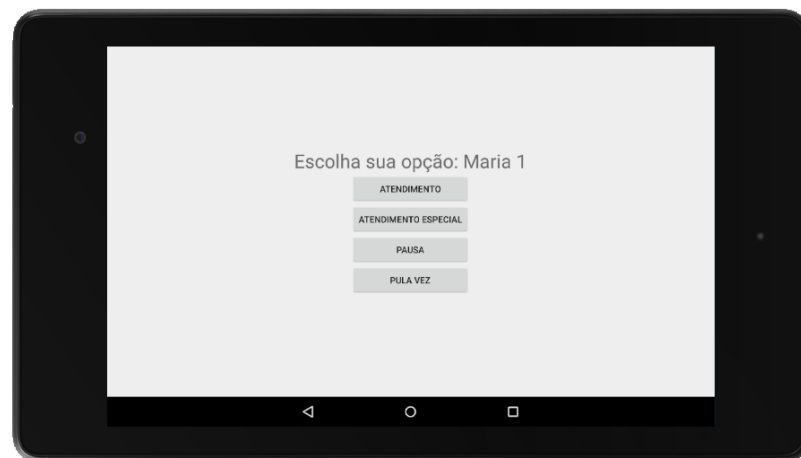 Escolha sua opção: Maria 1
ATENDIMENTO
ATENDIMENTO ESPECIAL
PAUSA
PULA VEZ